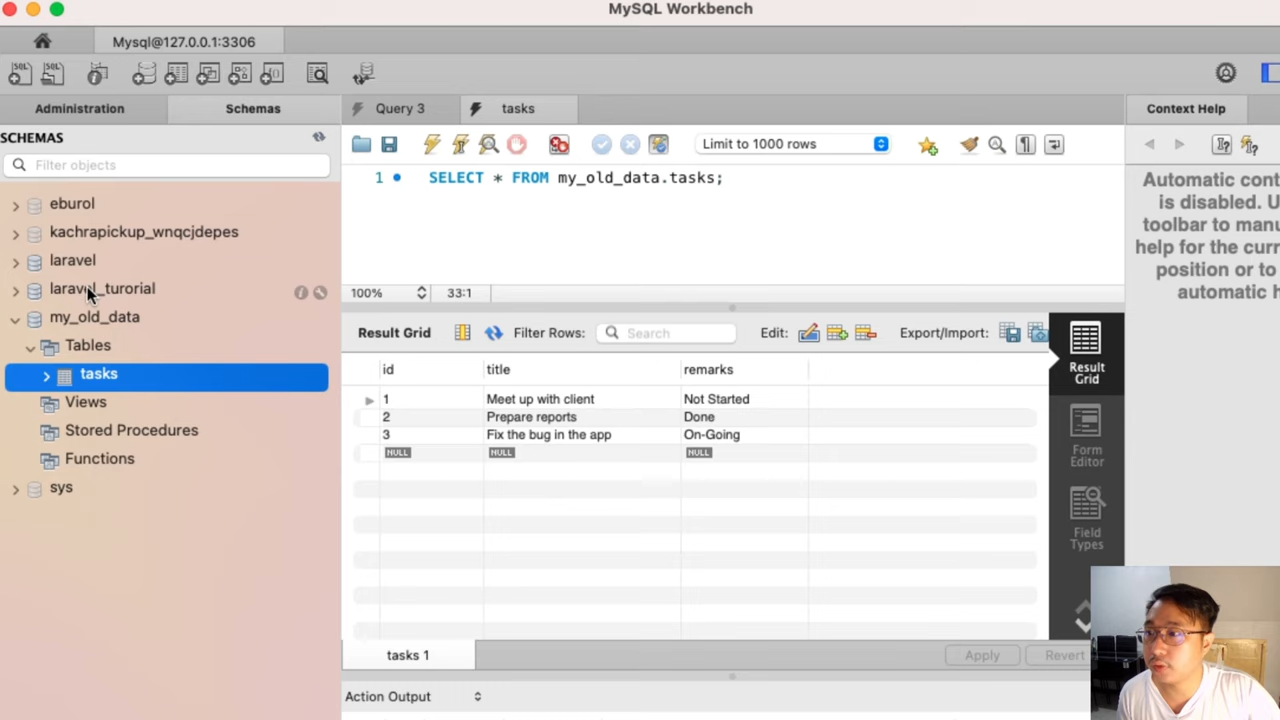 MySQL Workbench
Mysql@127.0.0.1:3306
Administration
Schemas
Query 3
tasks
Context Help
SCHEMAS
Filter objects
eburol
kachrapickup_wnqcjdepes
laravel
laravel_turorial
my_old_data
Tables
tasks
Views
Stored Procedures
Functions
sys
Limit to 1000 rows
1 SELECT * FROM my_old_data.tasks;
100% 33:1
Result Grid Filter Rows: Search Edit: Export/Import:
id title remarks
1 Meet up with client Not Started
2 Prepare reports Done
3 Fix the bug in the app On-Going
NULL NULL NULL
Result
Grid
Form
Editor
Field
Types
tasks 1
Apply Revert
Action Output
Automatic cont
is disabled. U
toolbar to manu
help for the curr
position or to
automatic h